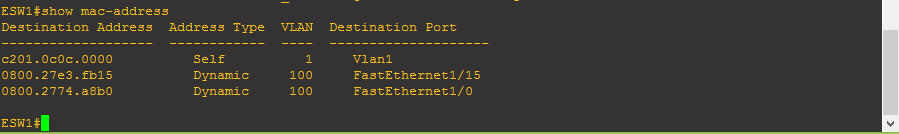 ESW1#show mac-address
Destination Address  Address Type  VLAN  Destination Port
-------------------  ------------  ----  --------------------
c201.0c0c.0000          Self          1     Vlan1
0800.27e3.fb15          Dynamic     100     FastEthernet1/15
0800.2774.a8b0          Dynamic     100     FastEthernet1/0
ESW1#